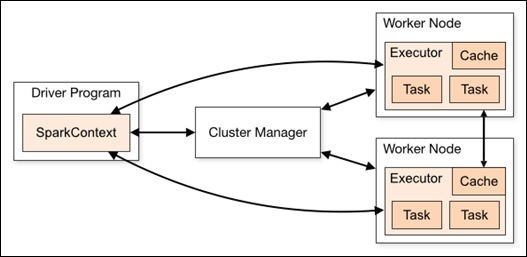 Driver Program
SparkContext
Cluster Manager
Worker Node
Executor
Cache
Task
Task
Worker Node
Executor
Cache
Task
Task